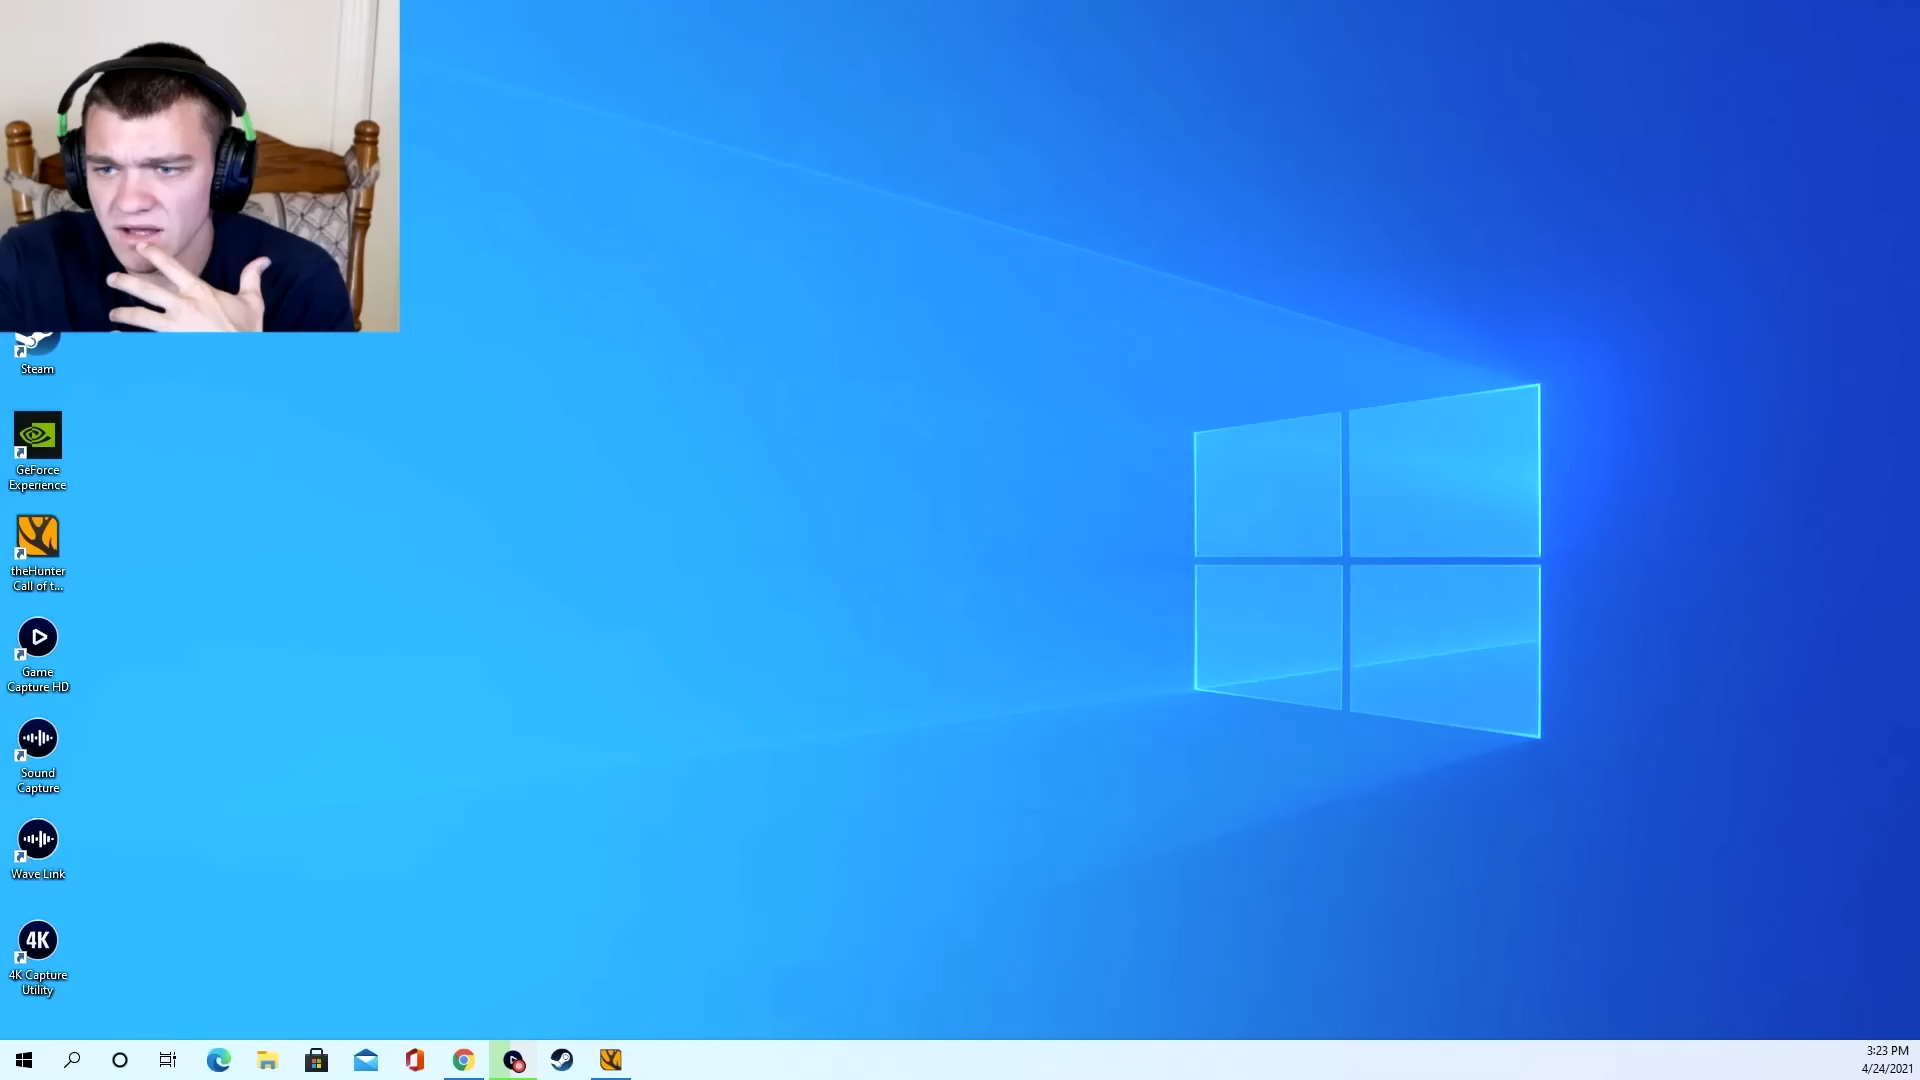 Steam
GeForce
Experience
theHunter
Call of t...
Game
Capture HD
Sound
Capture
Wave Link
4K
4K Capture
Utility
3:23 PM
4/24/2021